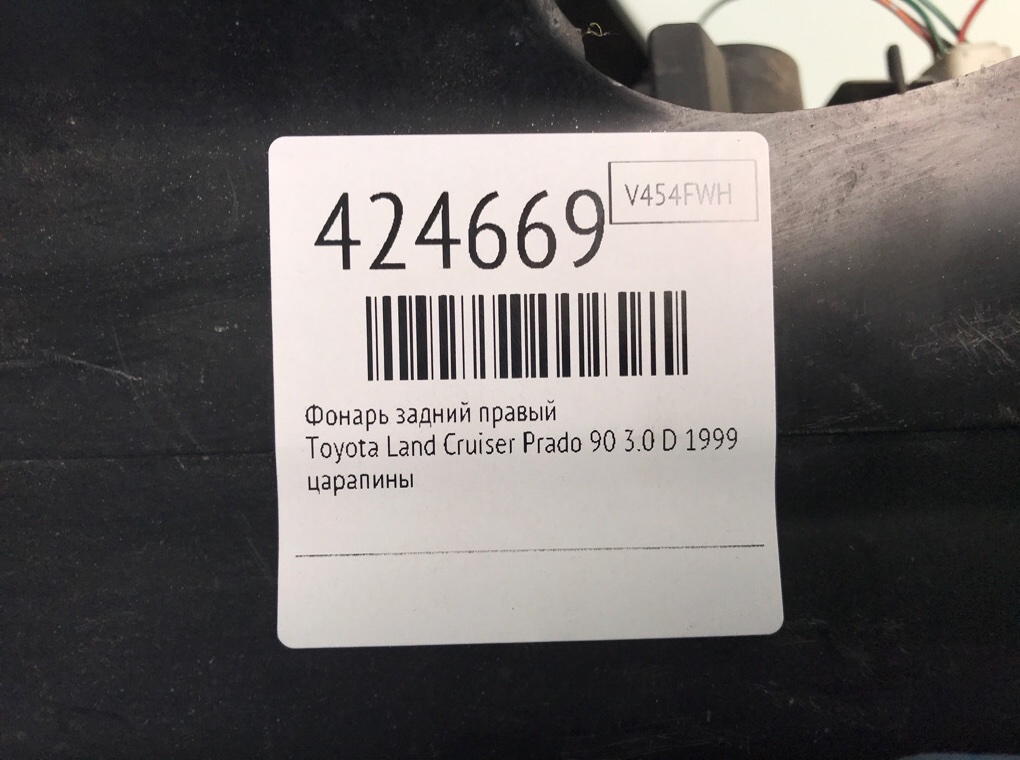 424669
V454FWH
Фонарь задний правый
Toyota Land Cruiser Prado 90 3.0 D 1999
царапины